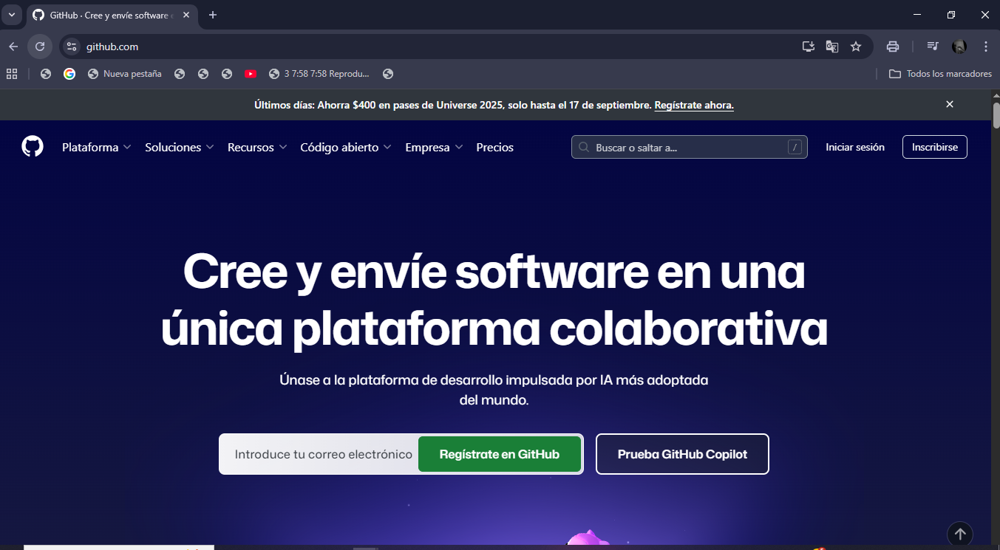 GitHub · Cree y envíe software
github.com
Nueva pestaña
3 7:58 7:58 Reprodu...
Todos los marcadores
Últimos días: Ahorra $400 en pases de Universe 2025, solo hasta el 17 de septiembre. Regístrate ahora.
Plataforma Soluciones Recursos Código abierto Empresa Precios
Buscar o saltar a... /
Iniciar sesión
Inscribirse
Cree y envíe software en una
única plataforma colaborativa
Únase a la plataforma de desarrollo impulsada por IA más adoptada
del mundo.
Introduce tu correo electrónico
Regístrate en GitHub
Prueba GitHub Copilot